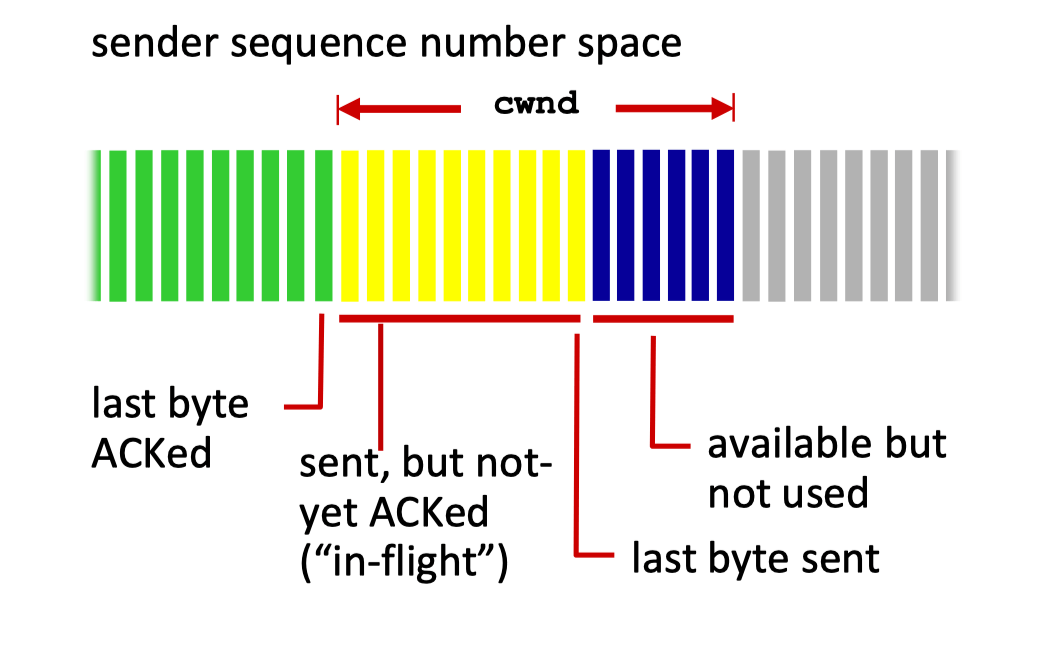 sender sequence number space
cwnd
last byte
ACKed
sent, but not-
yet ACKed
(“in-flight”)
available but
not used
last byte sent